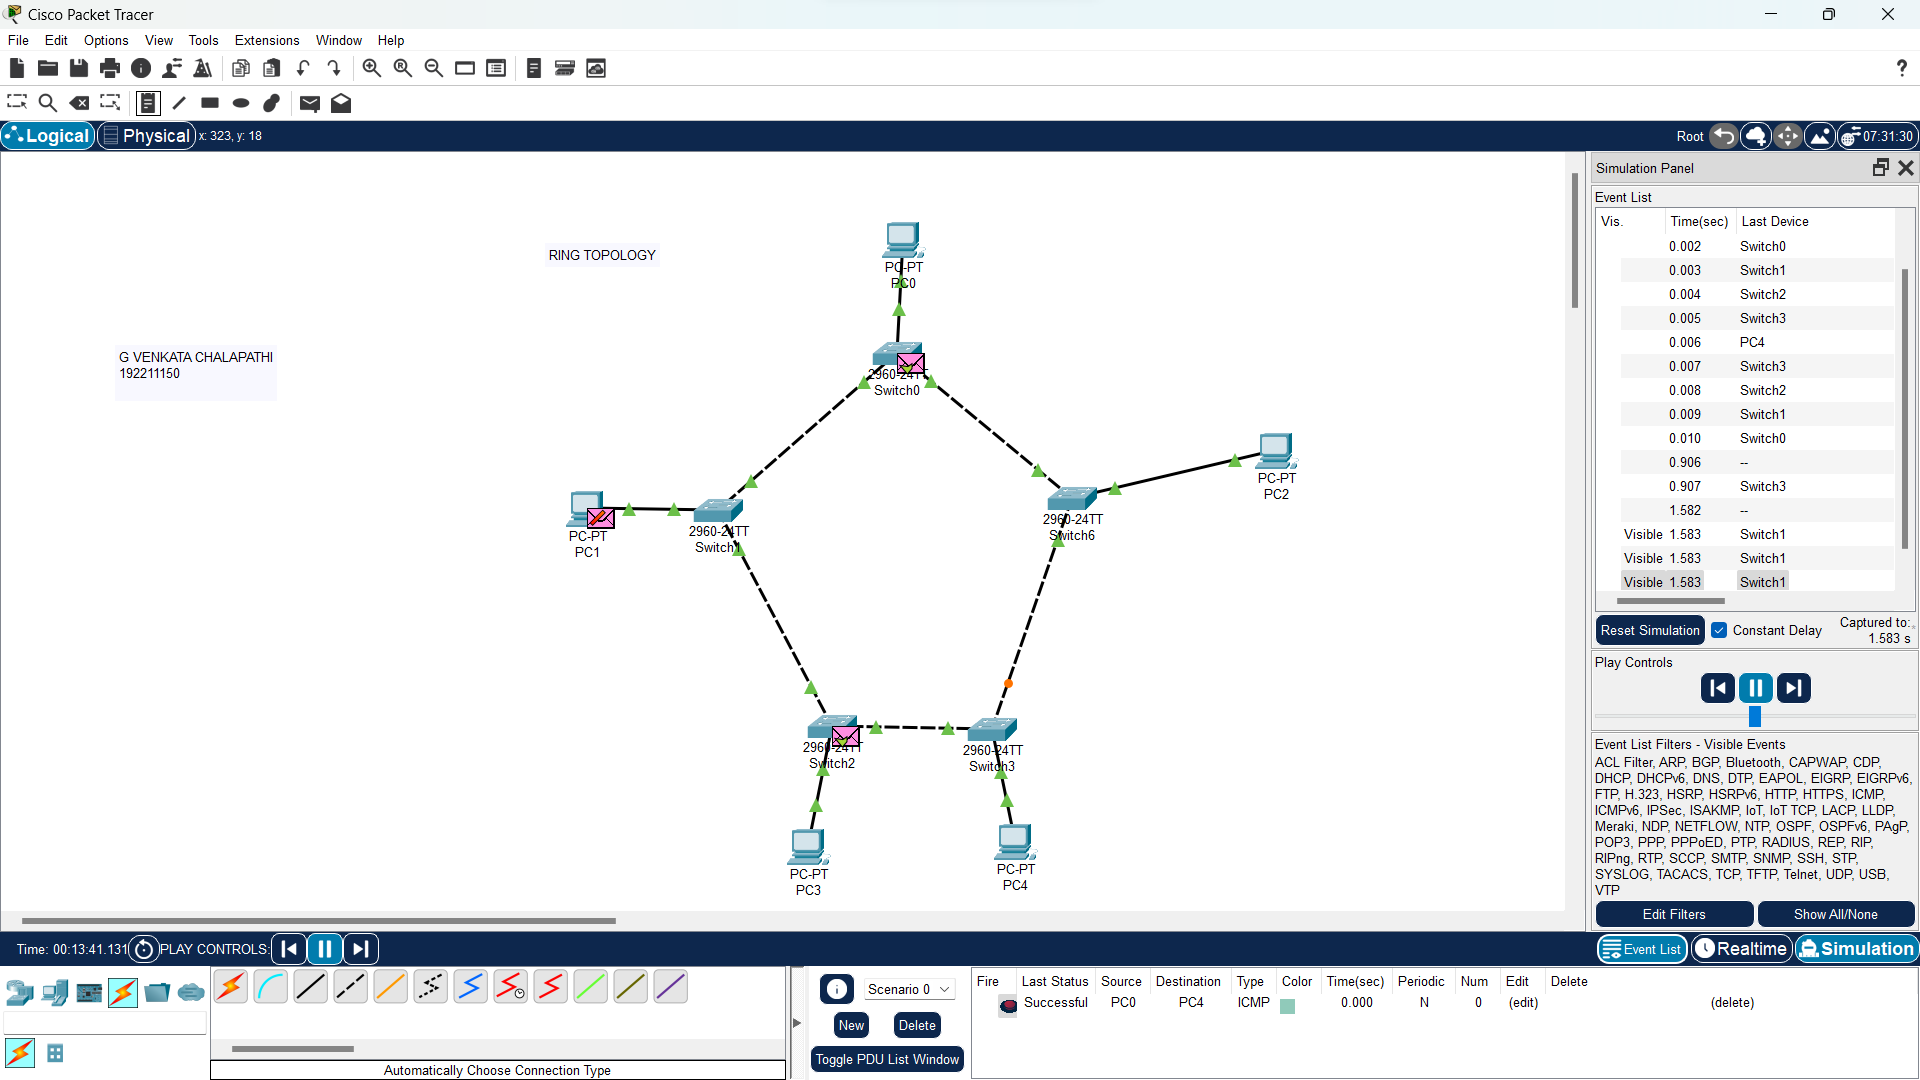 Cisco Packet Tracer
File Edit Options View Tools Extensions Window Help
?
Logical Physical x: 323, y: 18
Root 07:31:30
RING TOPOLOGY
G VENKATA CHALAPATHI
192211150
PC-PT
PC0
2960-24TT
Switch0
PC-PT
PC2
PC-PT
PC1
2960-24TT
Switch1
2960-24TT
Switch6
2960-24TT
Switch2
2960-24TT
Switch3
PC-PT
PC3
PC-PT
PC4
Simulation Panel
Event List
Vis. Time(sec) Last Device
0.002 Switch0
0.003 Switch1
0.004 Switch2
0.005 Switch3
0.006 PC4
0.007 Switch3
0.008 Switch2
0.009 Switch1
0.010 Switch0
0.906 --
0.907 Switch3
1.582 --
Visible 1.583 Switch1
Visible 1.583 Switch1
Visible 1.583 Switch1
Reset Simulation Constant Delay Captured to:
1.583 s
Play Controls
Event List Filters - Visible Events
ACL Filter, ARP, BGP, Bluetooth, CAPWAP, CDP,
DHCP, DHCPv6, DNS, DTP, EAPOL, EIGRP, EIGRPv6,
FTP, H.323, HSRP, HSRPv6, HTTP, HTTPS, ICMP,
ICMPv6, IPSec, ISAKMP, IoT, IoT TCP, LACP, LLDP,
Meraki, NDP, NETFLOW, NTP, OSPF, OSPFv6, PAgP,
POP3, PPP, PPPoED, PTP, RADIUS, REP, RIP,
RIPng, RTP, SCCP, SMTP, SNMP, SSH, STP,
SYSLOG, TACACS, TCP, TFTP, Telnet, UDP, USB,
VTP
Edit Filters Show All/None
Time: 00:13:41.131 PLAY CONTROLS:
Event List Realtime Simulation
Scenario 0
New Delete
Toggle PDU List Window
Automatically Choose Connection Type
Fire Last Status Source Destination Type Color Time(sec) Periodic Num Edit Delete
Successful PC0 PC4 ICMP 0.000 N 0 (edit) (delete)